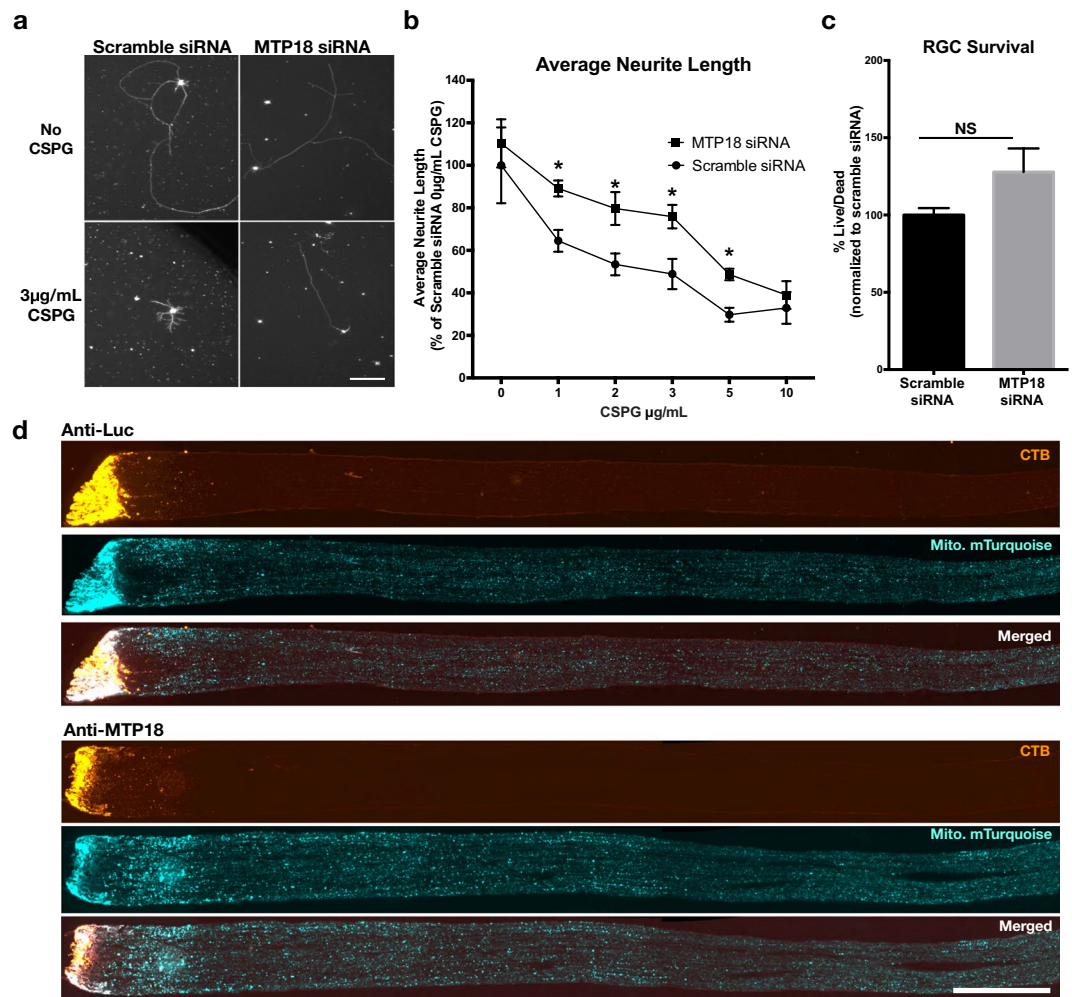 a
Scramble siRNA
MTP18 siRNA
No
CSPG
3µg/mL
CSPG
b
Average Neurite Length
Average Neurite Length
(% of Scramble siRNA 0µg/mL CSPG)
140
120
100
80
60
40
20
0
MTP18 siRNA
Scramble siRNA
*
*
*
*
0
1
2
3
5
10
CSPG µg/mL
c
RGC Survival
% Live/Dead
(normalized to scramble siRNA)
200
150
100
50
0
NS
Scramble
siRNA
MTP18
siRNA
d
Anti-Luc
CTB
Mito. mTurquoise
Merged
Anti-MTP18
CTB
Mito. mTurquoise
Merged